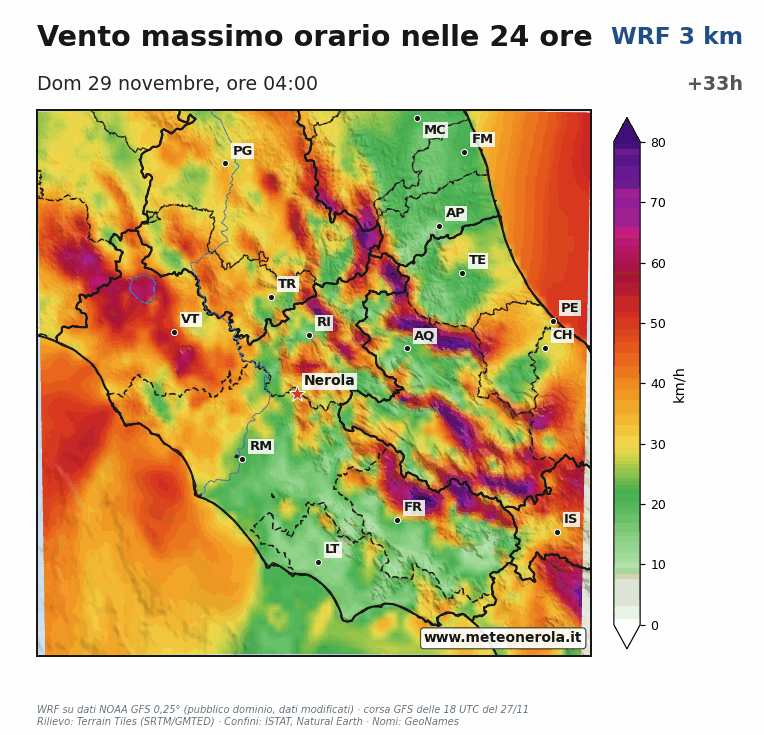 Vento massimo orario nelle 24 ore WRF 3 km
Dom 29 novembre, ore 04:00 +33h
MC
FM
PG
AP
TE
TR
PE
VT
RI
AQ
CH
Nerola
RM
FR
IS
LT
www.meteonerola.it
80
70
60
50
40
30
20
10
0
km/h
WRF su dati NOAA GFS 0,25° (pubblico dominio, dati modificati) · corsa GFS delle 18 UTC del 27/11
Rilievo: Terrain Tiles (SRTM/GMTED) · Confini: ISTAT, Natural Earth · Nomi: GeoNames